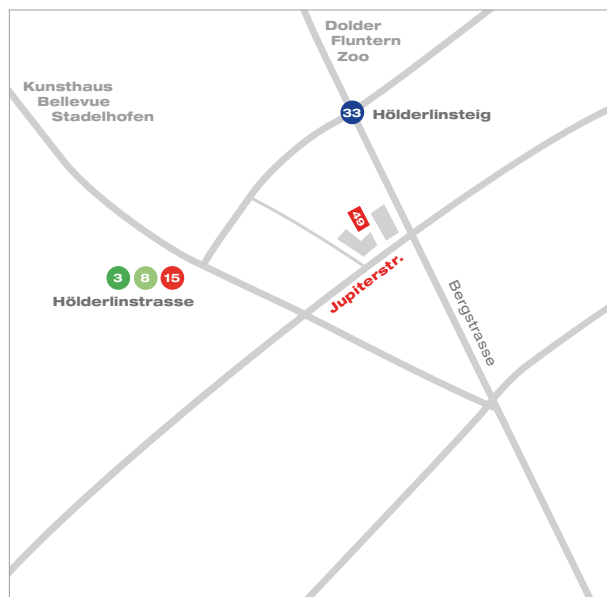 Dolder
Fluntern
Zoo
Kunsthaus
Bellevue
Stadelhofen
33 Hölderlinsteig
49
3 8 15
Hölderlinstrasse
Jupiterstr.
Bergstrasse